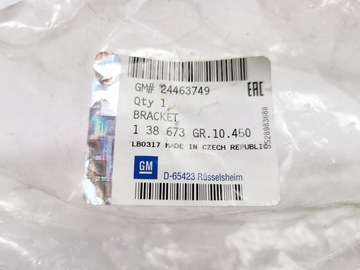 GM# 24463749
EAC
Qty 1
BRACKET
1 38 673 GR.10.450
LB0317 MADE IN CZECH REPUBLIC
GM
D-65423 Rüsselsheim